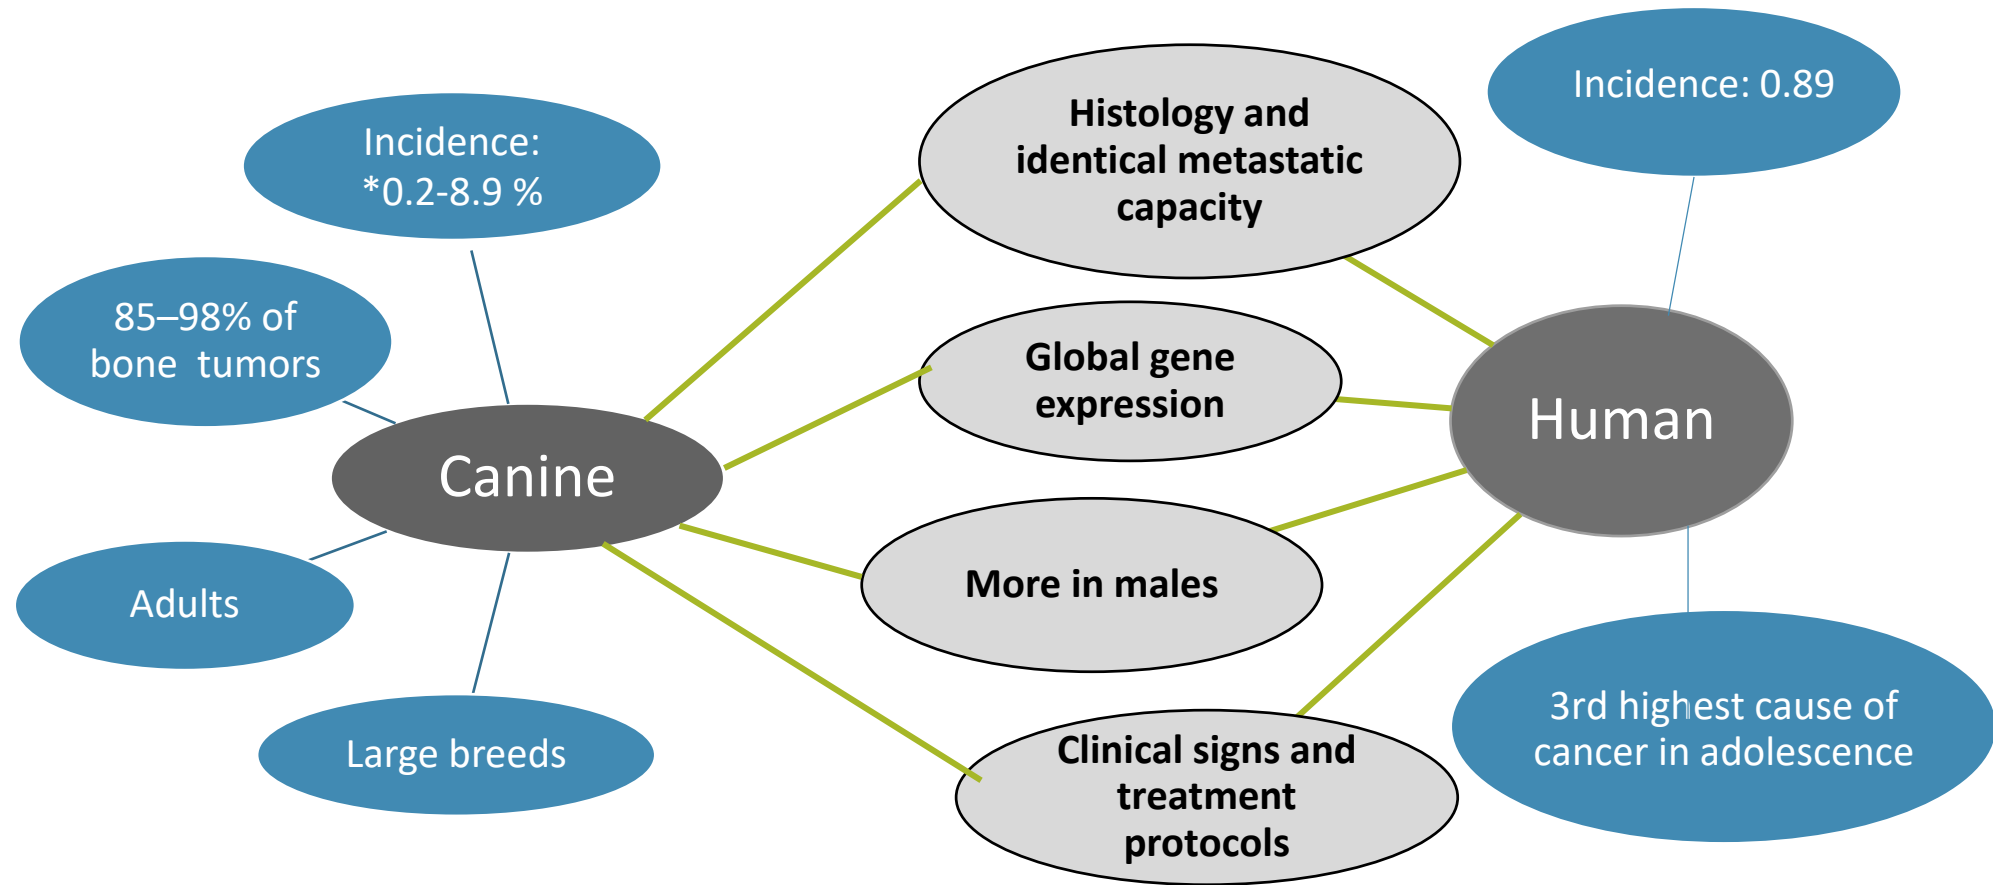 Incidence:
*0.2-8.9 %
85–98% of
bone  tumors
Canine
Adults
Large breeds
Histology and
identical metastatic
capacity
Global gene
expression
More in males
Clinical signs and
treatment
protocols
Incidence: 0.89
Human
3rd highest cause of
cancer in adolescence